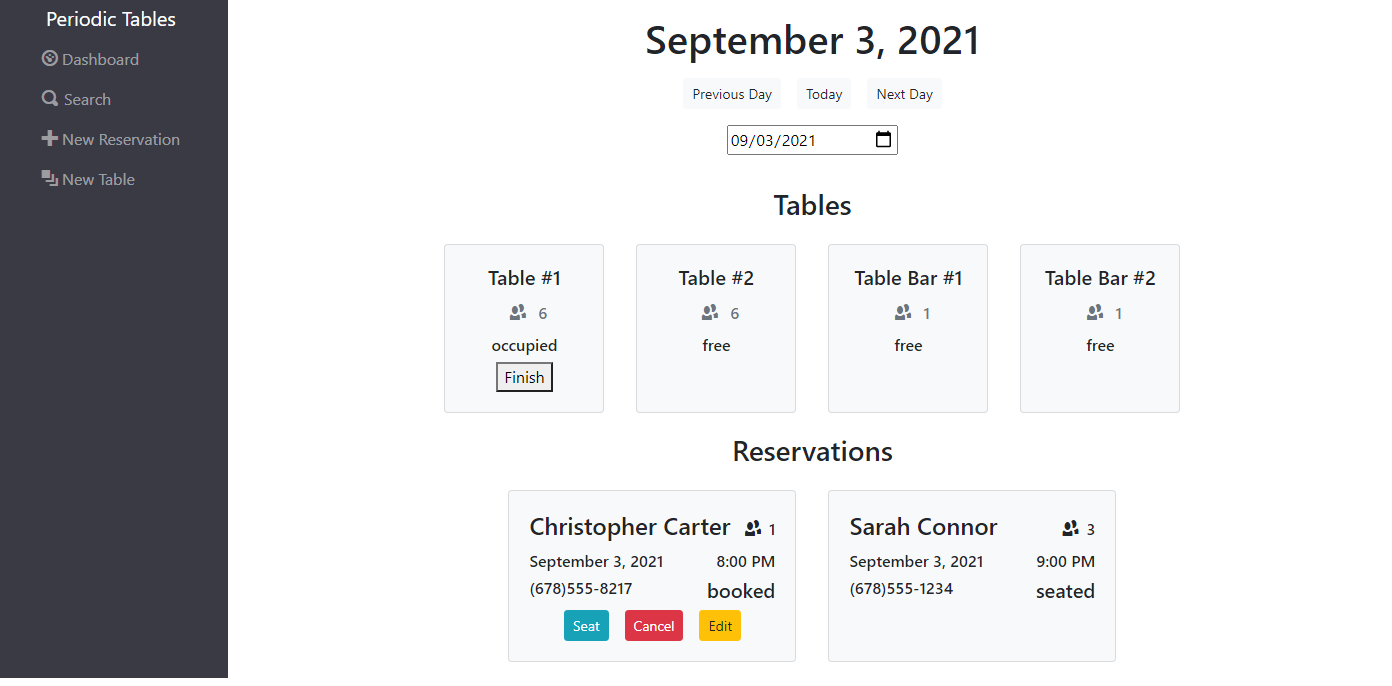 Periodic Tables
Dashboard
Search
New Reservation
New Table
September 3, 2021
Previous Day Today Next Day
09/03/2021
Tables
Table #1
6
occupied
Finish
Table #2
6
free
Table Bar #1
1
free
Table Bar #2
1
free
Reservations
Christopher Carter 1
September 3, 2021 8:00 PM
(678)555-8217 booked
Seat Cancel Edit
Sarah Connor 3
September 3, 2021 9:00 PM
(678)555-1234 seated